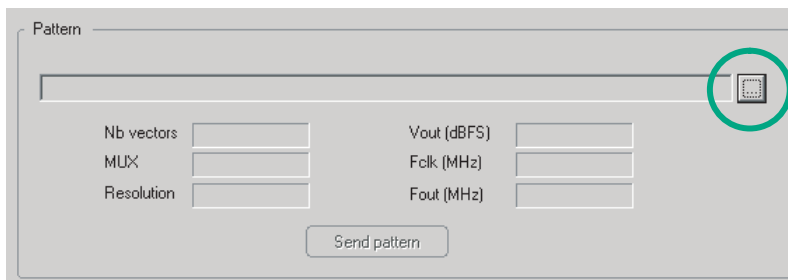 Pattern
...
Nb vectors
Vout (dBFS)
MUX
Fclk (MHz)
Resolution
Fout (MHz)
Send pattern